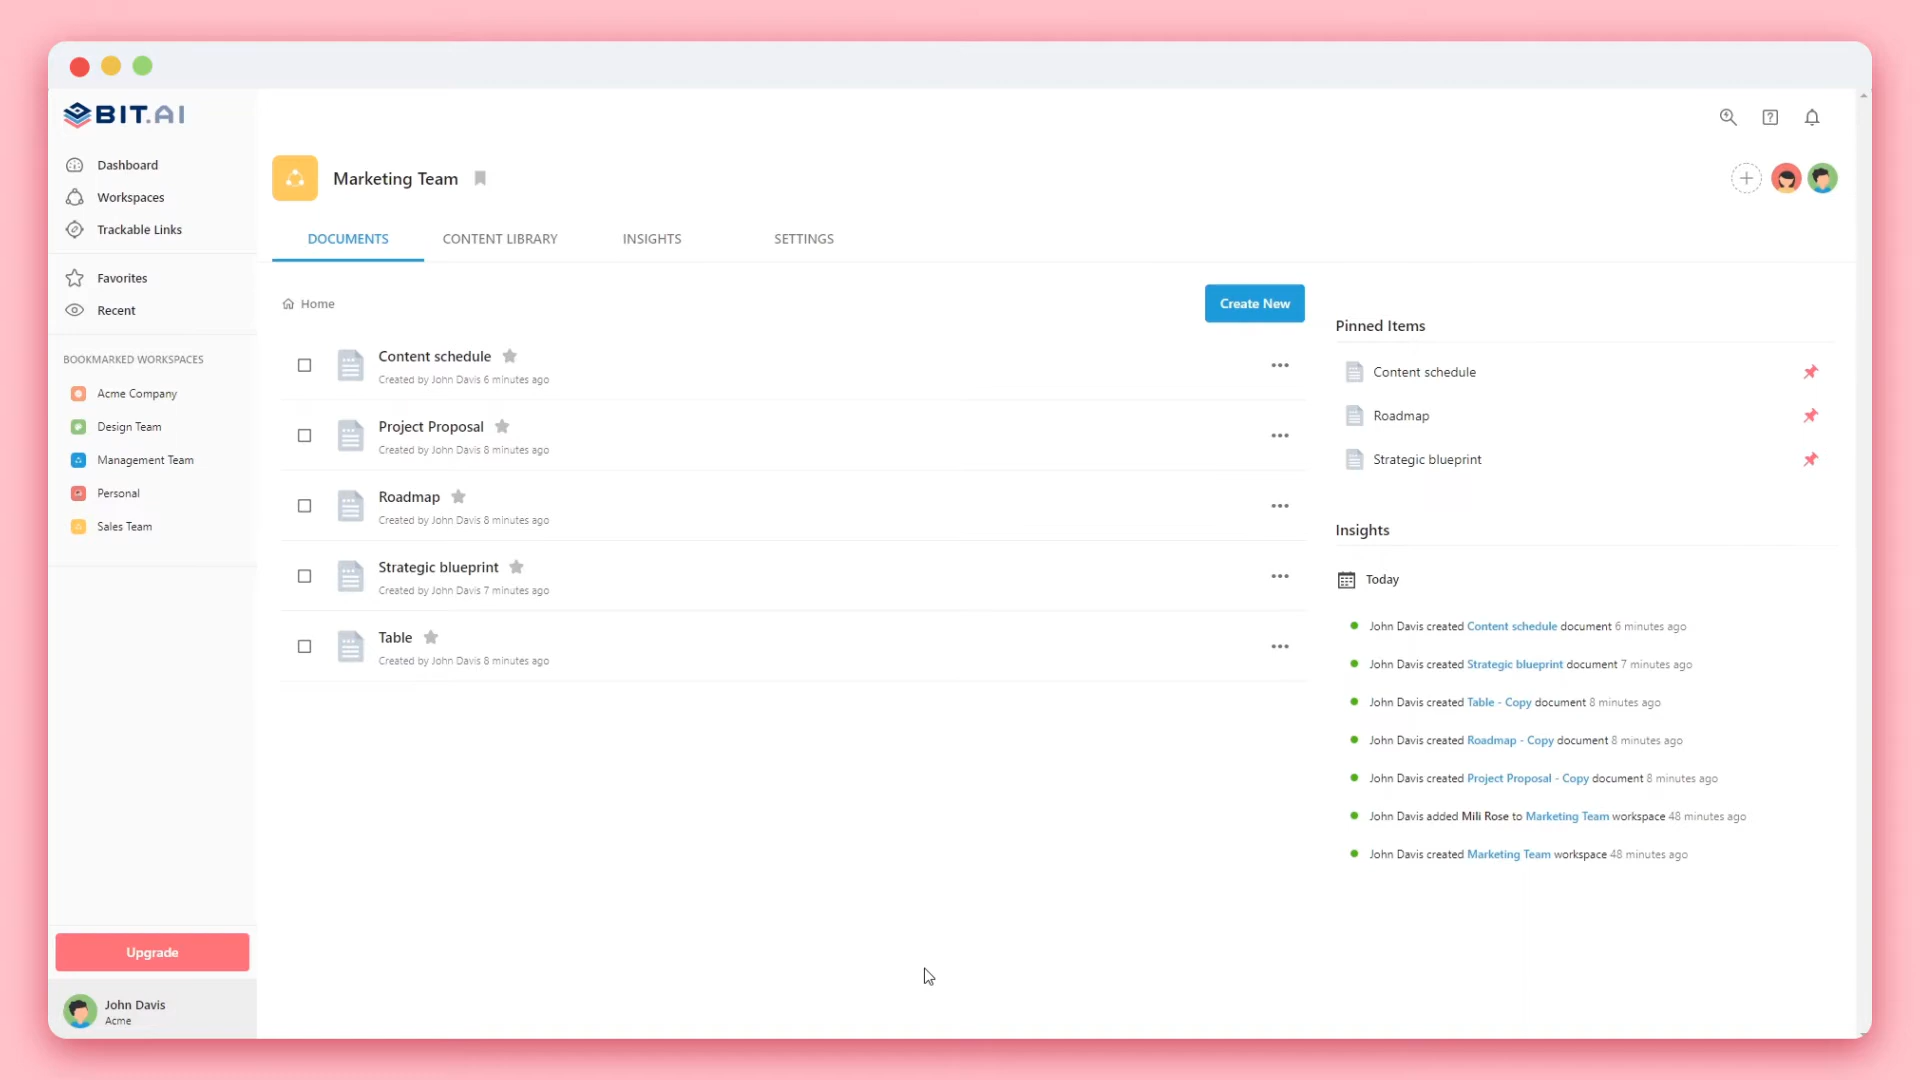 BIT.AI
Dashboard
Workspaces
Trackable Links
Favorites
Recent
BOOKMARKED WORKSPACES
Acme Company
Design Team
Management Team
Personal
Sales Team
Upgrade
John Davis
Acme
Marketing Team
DOCUMENTS CONTENT LIBRARY INSIGHTS SETTINGS
Home
Create New
Content schedule
Created by John Davis 6 minutes ago
Project Proposal
Created by John Davis 8 minutes ago
Roadmap
Created by John Davis 8 minutes ago
Strategic blueprint
Created by John Davis 7 minutes ago
Table
Created by John Davis 8 minutes ago
Pinned Items
Content schedule
Roadmap
Strategic blueprint
Insights
Today
John Davis created Content schedule document 6 minutes ago
John Davis created Strategic blueprint document 7 minutes ago
John Davis created Table - Copy document 8 minutes ago
John Davis created Roadmap - Copy document 8 minutes ago
John Davis created Project Proposal - Copy document 8 minutes ago
John Davis added Mili Rose to Marketing Team workspace 48 minutes ago
John Davis created Marketing Team workspace 48 minutes ago